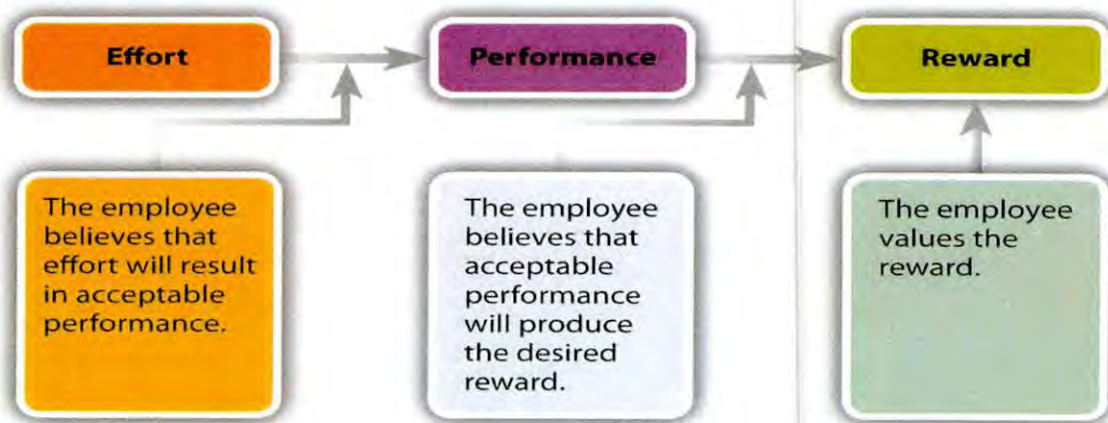 Effort
Performance
Reward
The employee
believes that
effort will result
in acceptable
performance.
The employee
believes that
acceptable
performance
will produce
the desired
reward.
The employee
values the
reward.